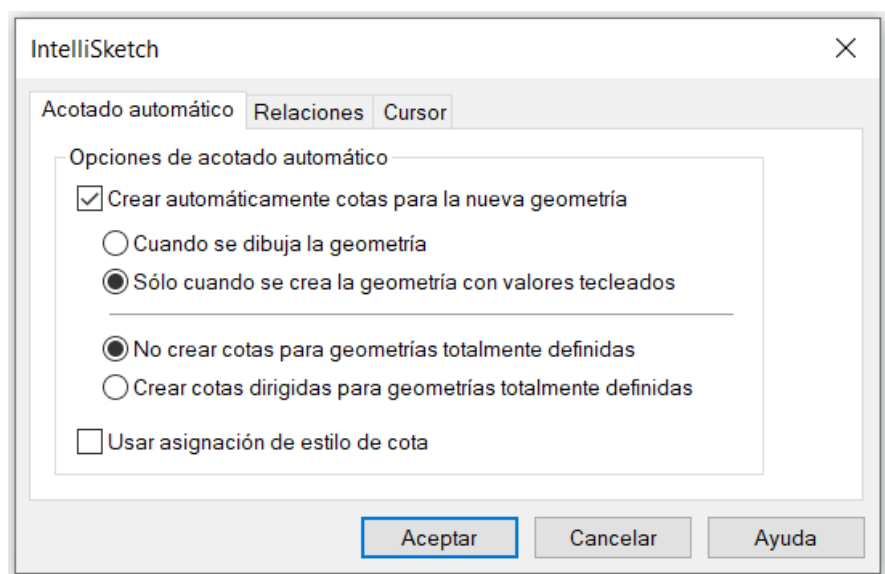 IntelliSketch
Acotado automático Relaciones Cursor
Opciones de acotado automático
Crear automáticamente cotas para la nueva geometría
Cuando se dibuja la geometría
Sólo cuando se crea la geometría con valores tecleados
No crear cotas para geometrías totalmente definidas
Crear cotas dirigidas para geometrías totalmente definidas
Usar asignación de estilo de cota
Aceptar Cancelar Ayuda